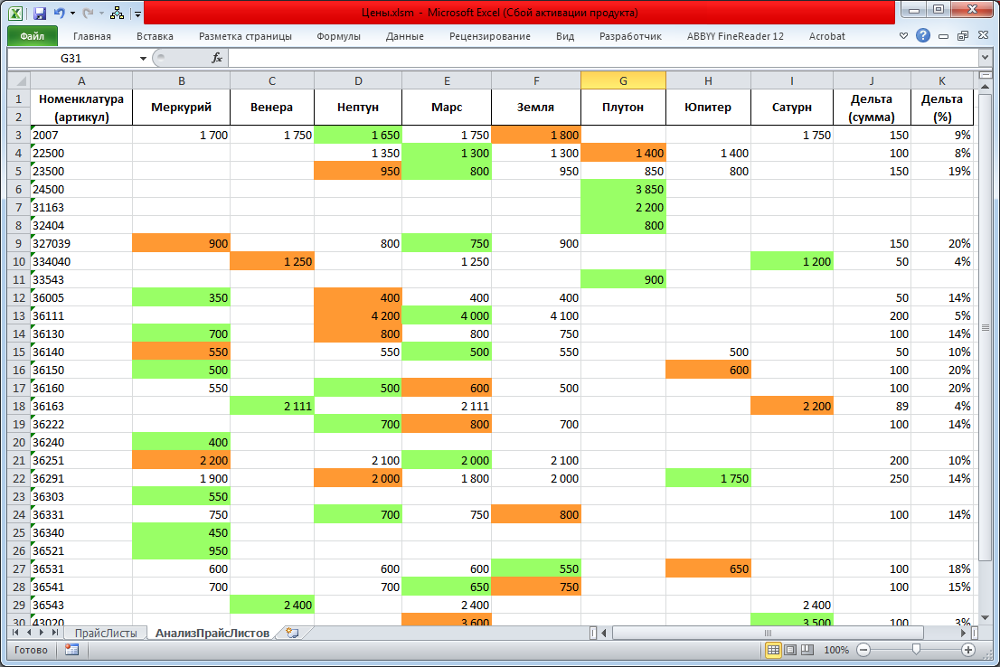 Цены.xlsm - Microsoft Excel (Сбой активации продукта)
Файл Главная Вставка Разметка страницы Формулы Данные Рецензирование Вид Разработчик ABBYY FineReader 12 Acrobat
G31 fx
A B C D E F G H I J K
1 Номенклатура Меркурий Венера Нептун Марс Земля Плутон Юпитер Сатурн Дельта Дельта
2 (артикул) (сумма) (%)
3 2007 1 700 1 750 1 650 1 750 1 800 1 750 150 9%
4 22500 1 350 1 300 1 300 1 400 1 400 100 8%
5 23500 950 800 950 850 800 150 19%
6 24500 3 850
7 31163 2 200
8 32404 800
9 327039 900 800 750 900 150 20%
10 334040 1 250 1 250 1 200 50 4%
11 33543 900
12 36005 350 400 400 400 50 14%
13 36111 4 200 4 000 4 100 200 5%
14 36130 700 800 800 750 100 14%
15 36140 550 550 500 550 500 50 10%
16 36150 500 600 100 20%
17 36160 550 500 600 500 100 20%
18 36163 2 111 2 111 2 200 89 4%
19 36222 700 800 700 100 14%
20 36240 400
21 36251 2 200 2 100 2 000 2 100 200 10%
22 36291 1 900 2 000 1 800 2 000 1 750 250 14%
23 36303 550
24 36331 750 700 750 800 100 14%
25 36340 450
26 36521 950
27 36531 600 600 600 550 650 100 18%
28 36541 700 700 650 750 100 15%
29 36543 2 400 2 400 2 400
30 43020 3 600 3 500 100 3%
ПрайсЛисты АнализПрайсЛистов
Готово 100%